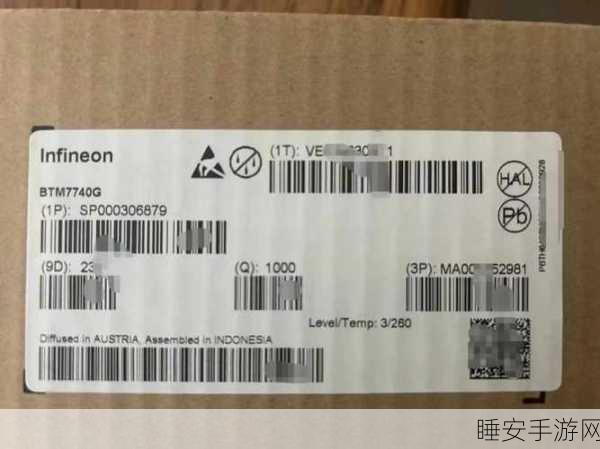 Infineon
BTM7740G
(1T): VE
(1P): SP000306879
(9D): 23
(Q): 1000
(3P): MA00 52981
HAL
Pb
Level/Temp: 3/260
Diffused in AUSTRIA, Assembled in INDONESIA
睡安手游网